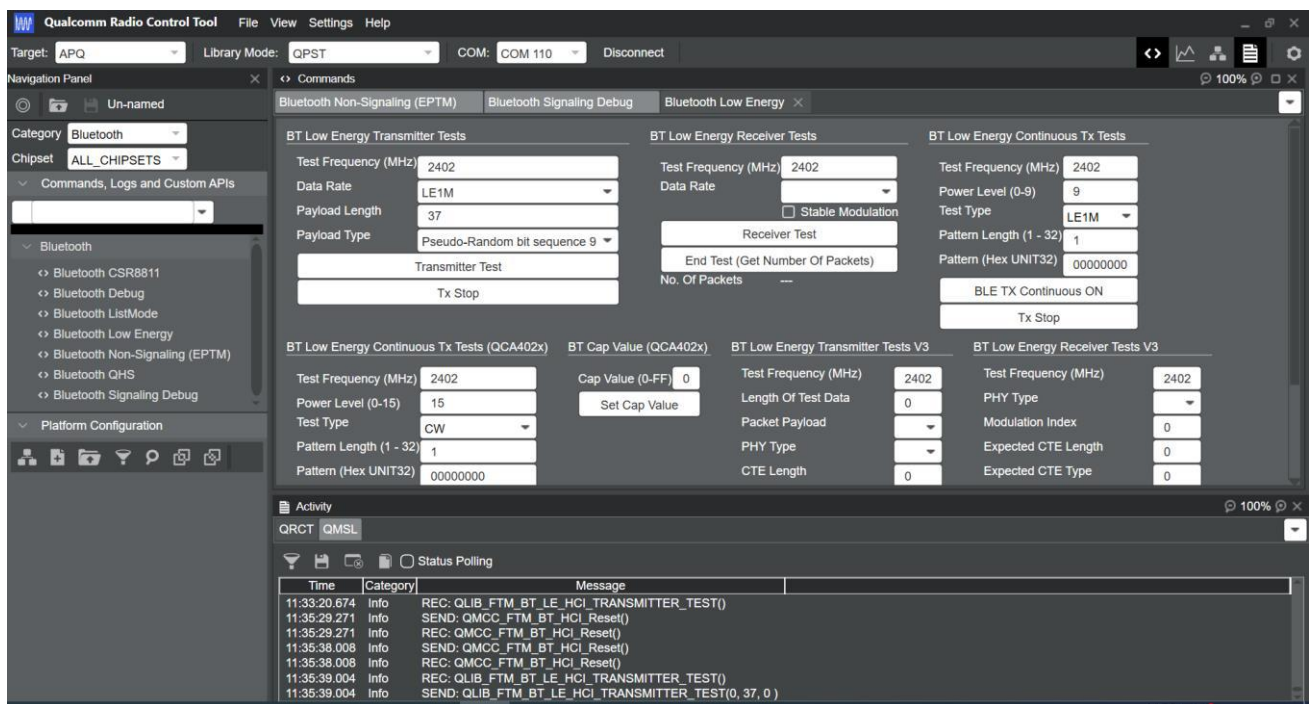 Qualcomm Radio Control Tool File View Settings Help
Target: APQ Library Mode: QPST COM: COM 110 Disconnect
Navigation Panel
Commands
100%
Un-named
Bluetooth Non-Signaling (EPTM) Bluetooth Signaling Debug Bluetooth Low Energy
Category Bluetooth
Chipset ALL_CHIPSETS
Commands, Logs and Custom APIs
Bluetooth
Bluetooth CSR8811
Bluetooth Debug
Bluetooth ListMode
Bluetooth Low Energy
Bluetooth Non-Signaling (EPTM)
Bluetooth QHS
Bluetooth Signaling Debug
Platform Configuration
BT Low Energy Transmitter Tests
Test Frequency (MHz) 2402
Data Rate LE1M
Payload Length 37
Payload Type Pseudo-Random bit sequence 9
Transmitter Test
Tx Stop
BT Low Energy Receiver Tests
Test Frequency (MHz) 2402
Data Rate
Stable Modulation
Receiver Test
End Test (Get Number Of Packets)
No. Of Packets ---
BT Low Energy Continuous Tx Tests
Test Frequency (MHz) 2402
Power Level (0-9) 9
Test Type LE1M
Pattern Length (1 - 32) 1
Pattern (Hex UNIT32) 00000000
BLE TX Continuous ON
Tx Stop
BT Low Energy Continuous Tx Tests (QCA402x)
Test Frequency (MHz) 2402
Power Level (0-15) 15
Test Type CW
Pattern Length (1 - 32) 1
Pattern (Hex UNIT32) 00000000
BT Cap Value (QCA402x)
Cap Value (0-FF) 0
Set Cap Value
BT Low Energy Transmitter Tests V3
Test Frequency (MHz) 2402
Length Of Test Data 0
Packet Payload
PHY Type
CTE Length 0
BT Low Energy Receiver Tests V3
Test Frequency (MHz) 2402
PHY Type
Modulation Index 0
Expected CTE Length 0
Expected CTE Type 0
Activity
100%
QRCT QMSL
Status Polling
Time Category Message
11:33:20.674 Info REC: QLIB_FTM_BT_LE_HCI_TRANSMITTER_TEST()
11:35:29.271 Info SEND: QMCC_FTM_BT_HCI_Reset()
11:35:29.271 Info REC: QMCC_FTM_BT_HCI_Reset()
11:35:38.008 Info SEND: QMCC_FTM_BT_HCI_Reset()
11:35:38.008 Info REC: QMCC_FTM_BT_HCI_Reset()
11:35:39.004 Info REC: QLIB_FTM_BT_LE_HCI_TRANSMITTER_TEST()
11:35:39.004 Info SEND: QLIB_FTM_BT_LE_HCI_TRANSMITTER_TEST(0, 37, 0 )